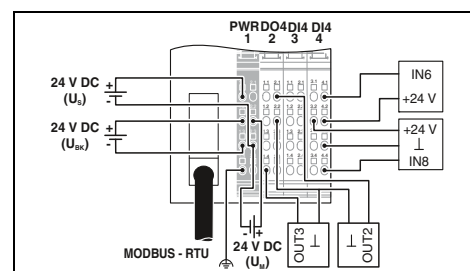 PWR DO4 DI4 DI4
1 2 3 4
24 V DC
(US)
+
-
24 V DC
(UBK)
+
-
IN6
+24 V
+24 V
⊥
IN8
MODBUS - RTU
- +
24 V DC
(UM)
OUT3
⊥
⊥
OUT2